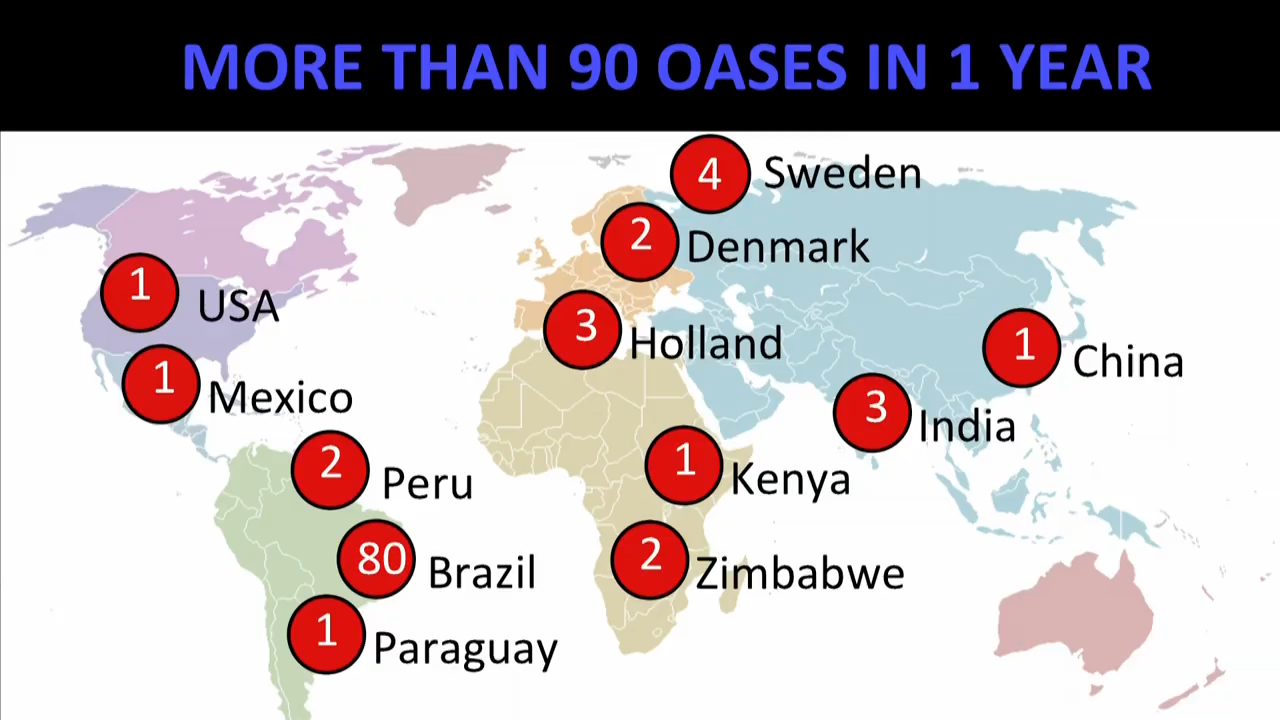 MORE THAN 90 OASES IN 1 YEAR
4 Sweden
2 Denmark
1 USA
3 Holland
1 China
1 Mexico
3 India
2 Peru
1 Kenya
80 Brazil
2 Zimbabwe
1 Paraguay